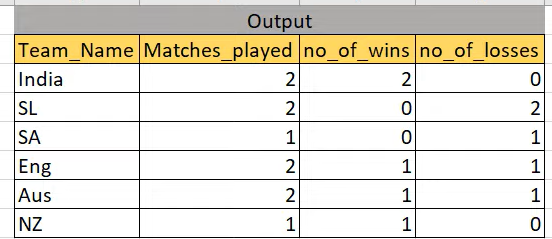 Output
Team_Name Matches_played no_of_wins no_of_losses
India 2 2 0
SL 2 0 2
SA 1 0 1
Eng 2 1 1
Aus 2 1 1
NZ 1 1 0